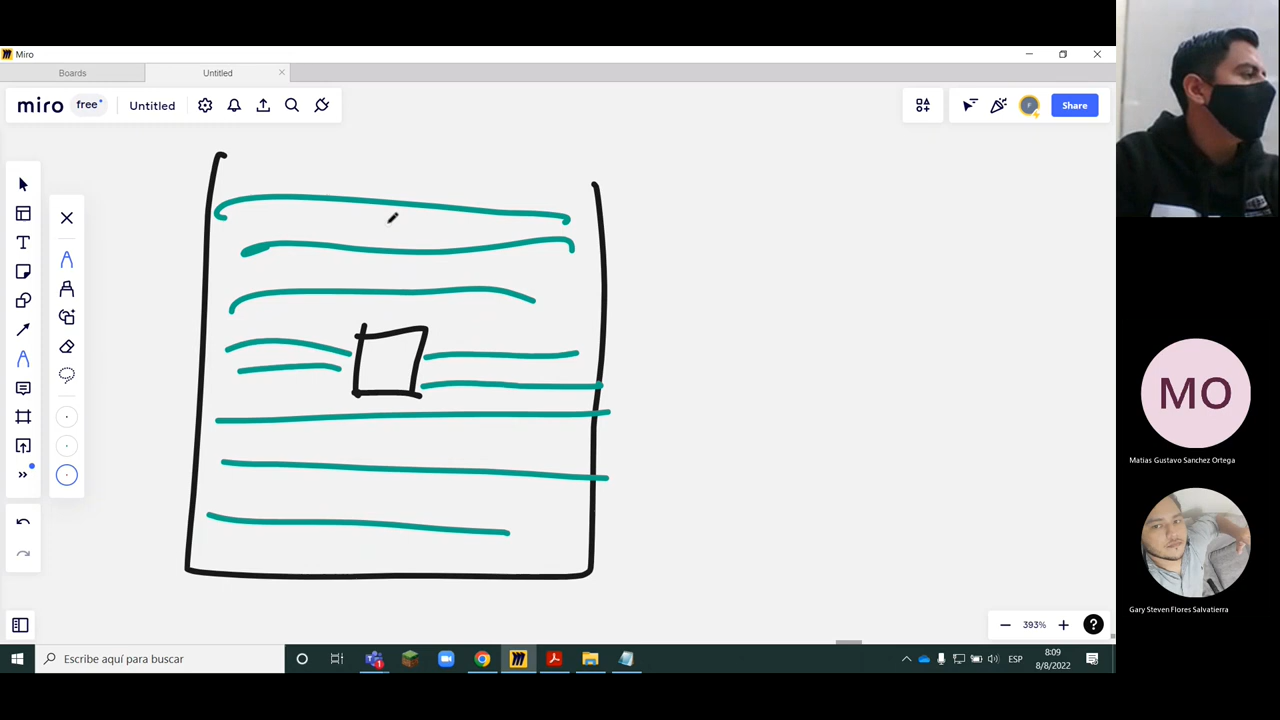 Miro
Boards
Untitled
miro free
Untitled
Share
MO
Matias Gustavo Sanchez Ortega
Gary Steven Flores Salvatierra
393%
Escribe aquí para buscar
ESP
8:09
8/8/2022